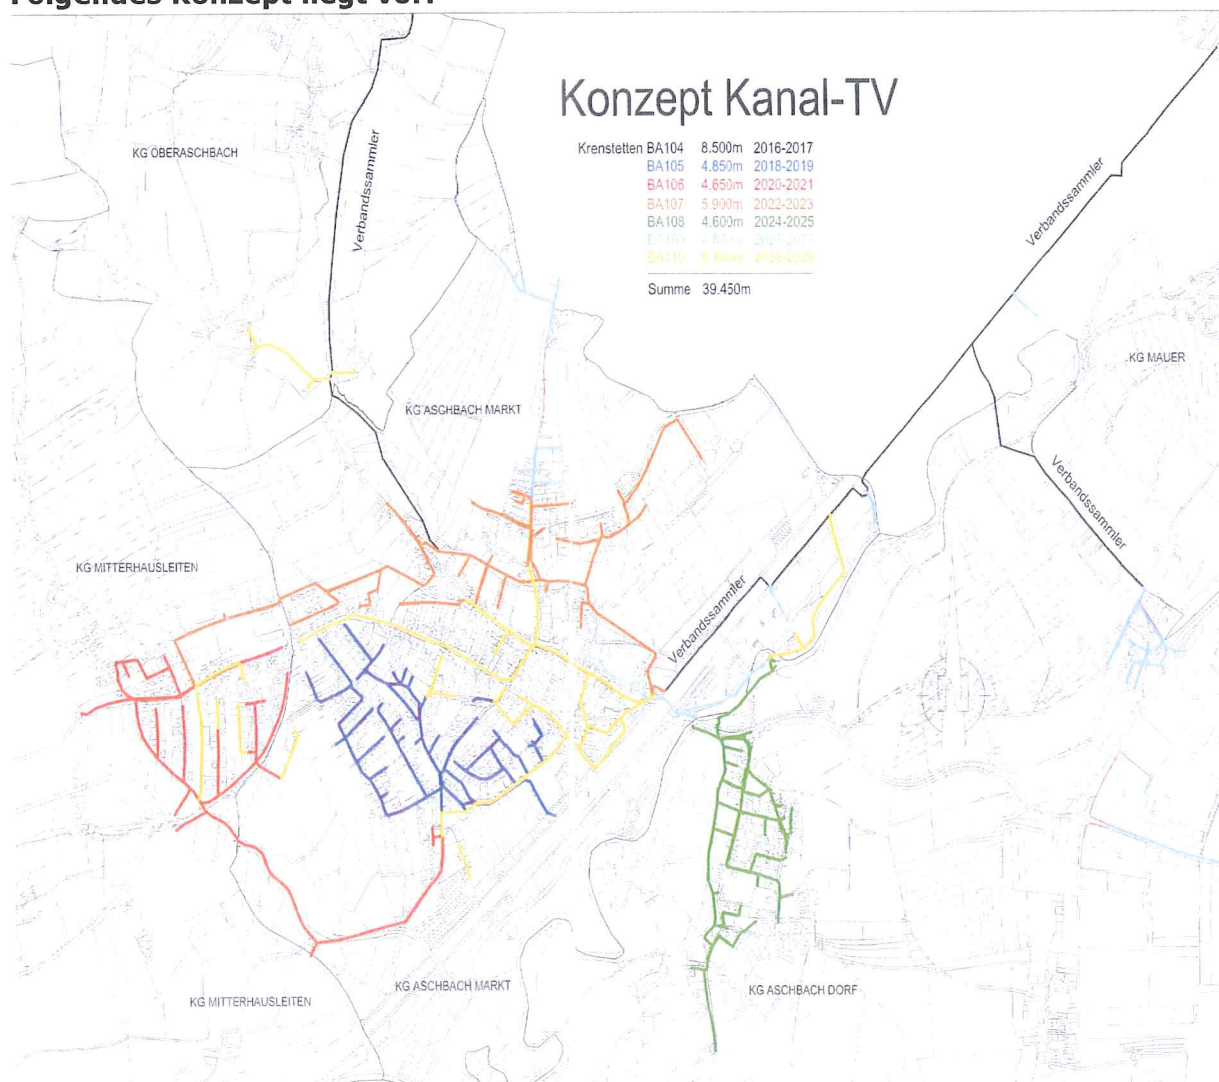 Folgendes Konzept liegt vor:
Konzept Kanal-TV
Krenstetten BA104 8.500m 2016-2017
BA105 4.850m 2018-2019
BA106 4.650m 2020-2021
BA107 5.900m 2022-2023
BA108 4.600m 2024-2025
Summe 39.450m
KG OBERASCHBACH
Verbandssammler
Verbandssammler
KG MAUER
KG ASCHBACH MARKT
Verbandssammler
KG MITTERHAUSLEITEN
Verbandssammler
KG MITTERHAUSLEITEN
KG ASCHBACH MARKT
KG ASCHBACH DORF